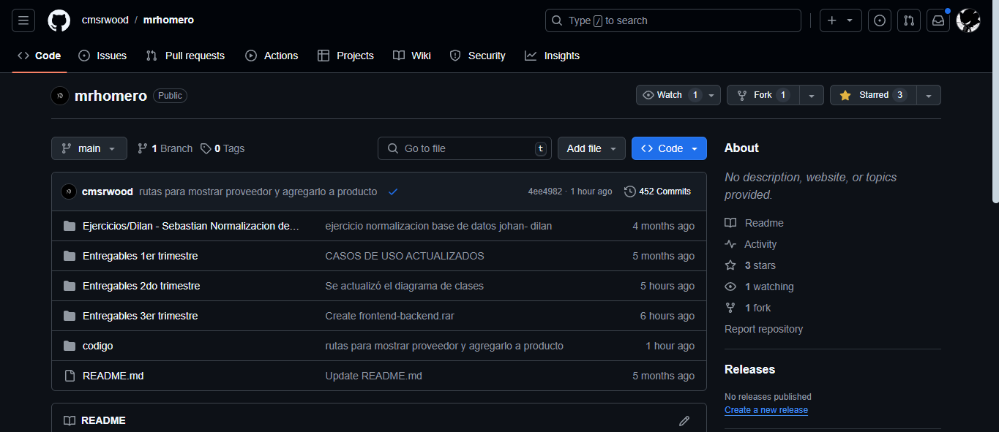 cmsrwood / mrhomero
Type / to search
Code Issues Pull requests Actions Projects Wiki Security Insights
mrhomero Public
Watch 1 Fork 1 Starred 3
main 1 Branch 0 Tags Go to file t Add file Code
cmsrwood rutas para mostrar proveedor y agregarlo a producto 4ee4982 · 1 hour ago 452 Commits
Ejercicios/Dilan - Sebastian Normalizacion de… ejercicio normalizacion base de datos johan- dilan 4 months ago
Entregables 1er trimestre CASOS DE USO ACTUALIZADOS 5 months ago
Entregables 2do trimestre Se actualizó el diagrama de clases 5 hours ago
Entregables 3er trimestre Create frontend-backend.rar 6 hours ago
codigo rutas para mostrar proveedor y agregarlo a producto 1 hour ago
README.md Update README.md 5 months ago
README
About
No description, website, or topics
provided.
Readme
Activity
3 stars
1 watching
1 fork
Report repository
Releases
No releases published
Create a new release